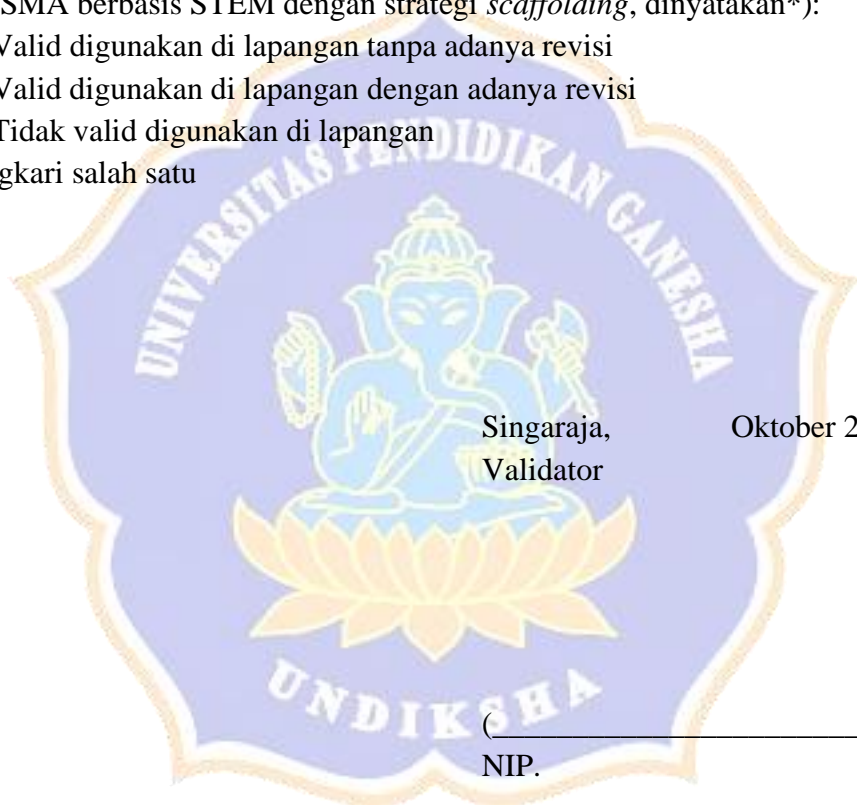 SMA berbasis STEM dengan strategi scaffolding, dinyatakan*):
Valid digunakan di lapangan tanpa adanya revisi
Valid digunakan di lapangan dengan adanya revisi
Tidak valid digunakan di lapangan
gkari salah satu
UNIVERSITAS PENDIDIKAN GANESHA
Singaraja, Oktober 2
Validator
UNDIKSHA
(_______________________
NIP.